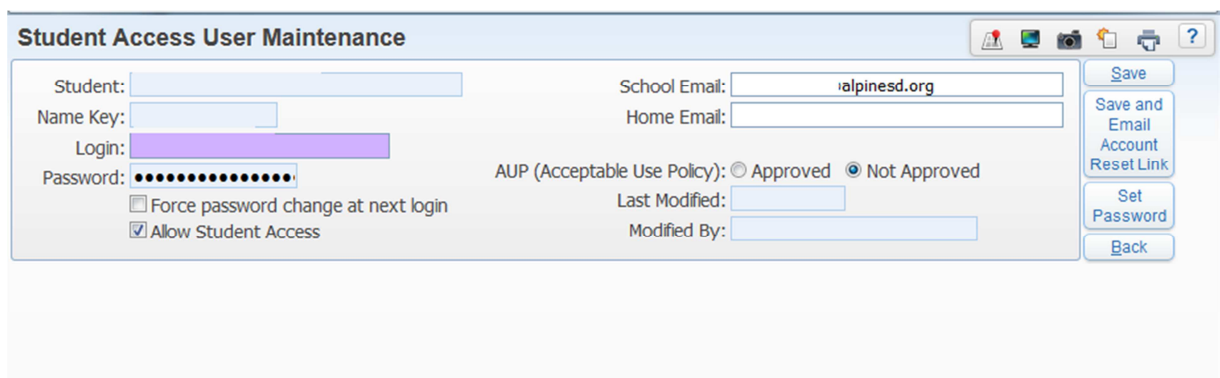 Student Access User Maintenance
?
Student:
Name Key:
Login:
Password:
Force password change at next login
Allow Student Access
School Email: alpinesd.org
Home Email:
AUP (Acceptable Use Policy): Approved Not Approved
Last Modified:
Modified By:
Save
Save and
Email
Account
Reset Link
Set
Password
Back